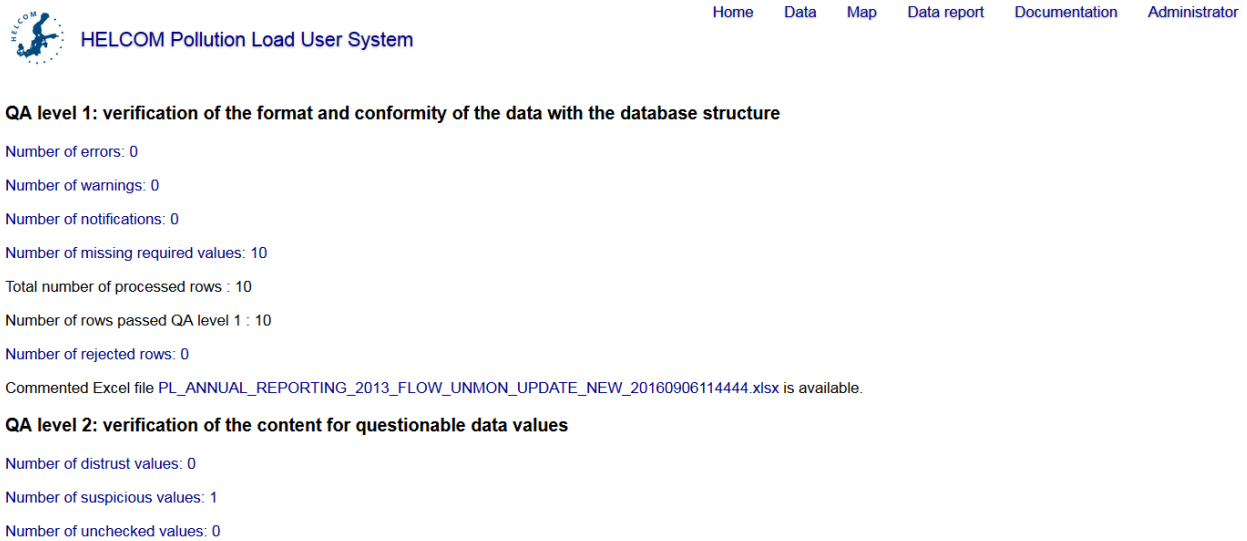 Home Data Map Data report Documentation Administrator
HELCOM
HELCOM Pollution Load User System
QA level 1: verification of the format and conformity of the data with the database structure
Number of errors: 0
Number of warnings: 0
Number of notifications: 0
Number of missing required values: 10
Total number of processed rows : 10
Number of rows passed QA level 1 : 10
Number of rejected rows: 0
Commented Excel file PL_ANNUAL_REPORTING_2013_FLOW_UNMON_UPDATE_NEW_20160906114444.xlsx is available.
QA level 2: verification of the content for questionable data values
Number of distrust values: 0
Number of suspicious values: 1
Number of unchecked values: 0